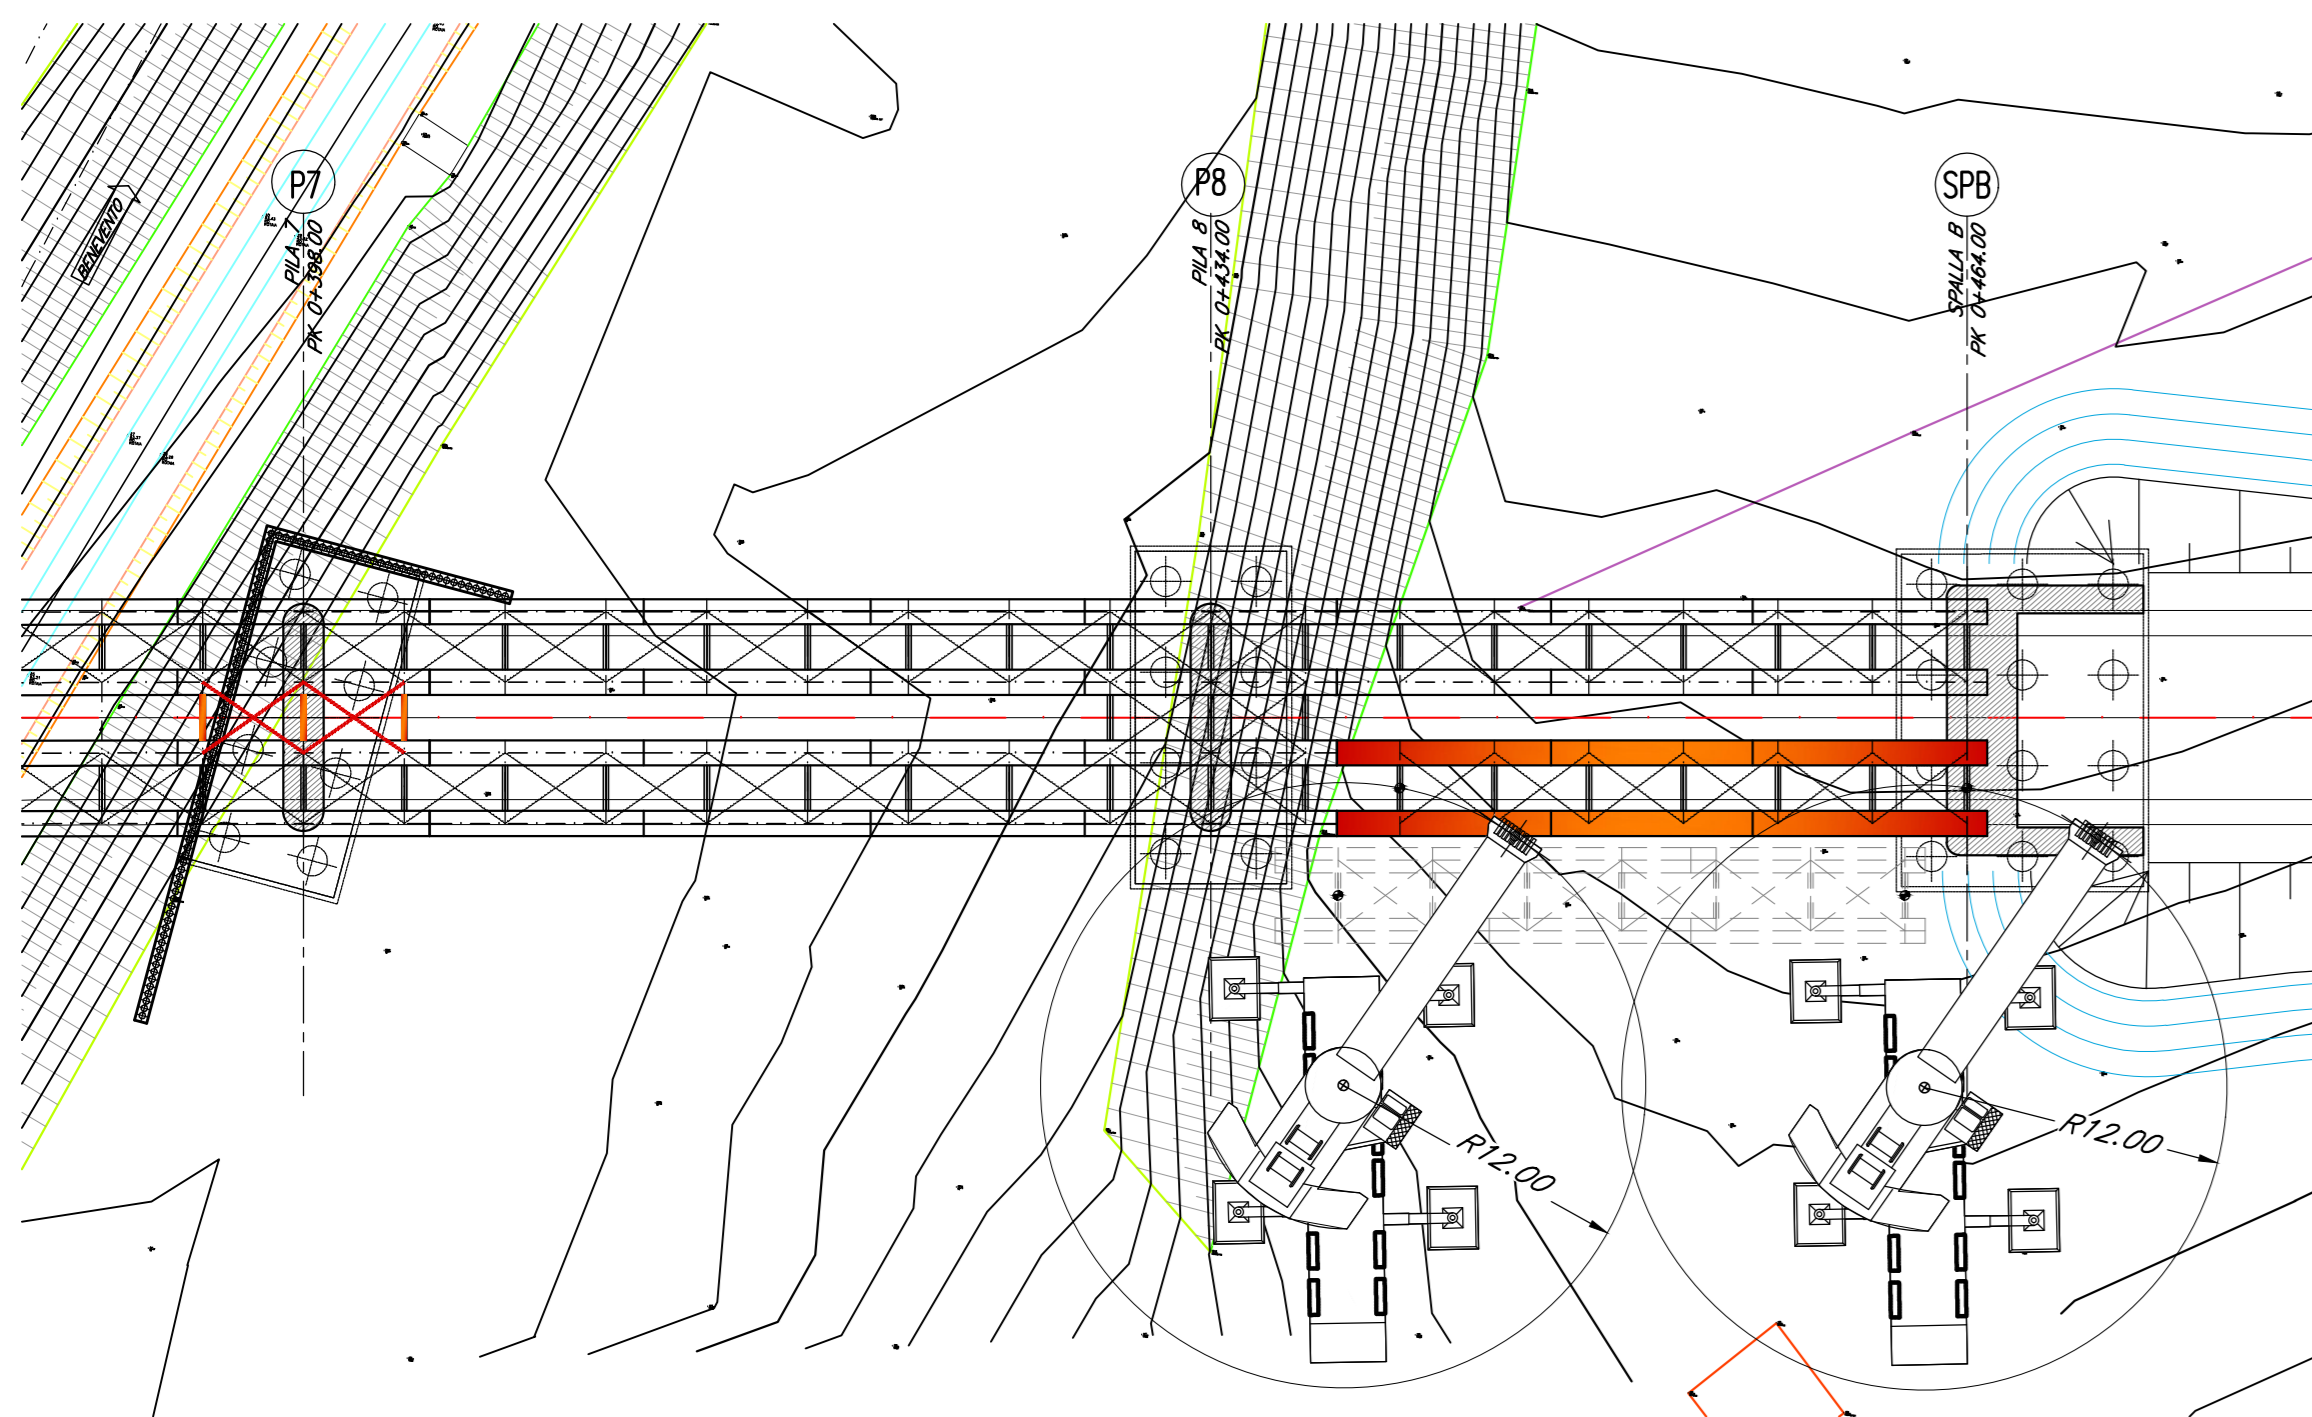 P7
PILA 7
PK 0+398.00
P8
PILA 8
PK 0+434.00
SPB
SPALLA B
PK 0+464.00
BENEVENTO
R12.00
R12.00